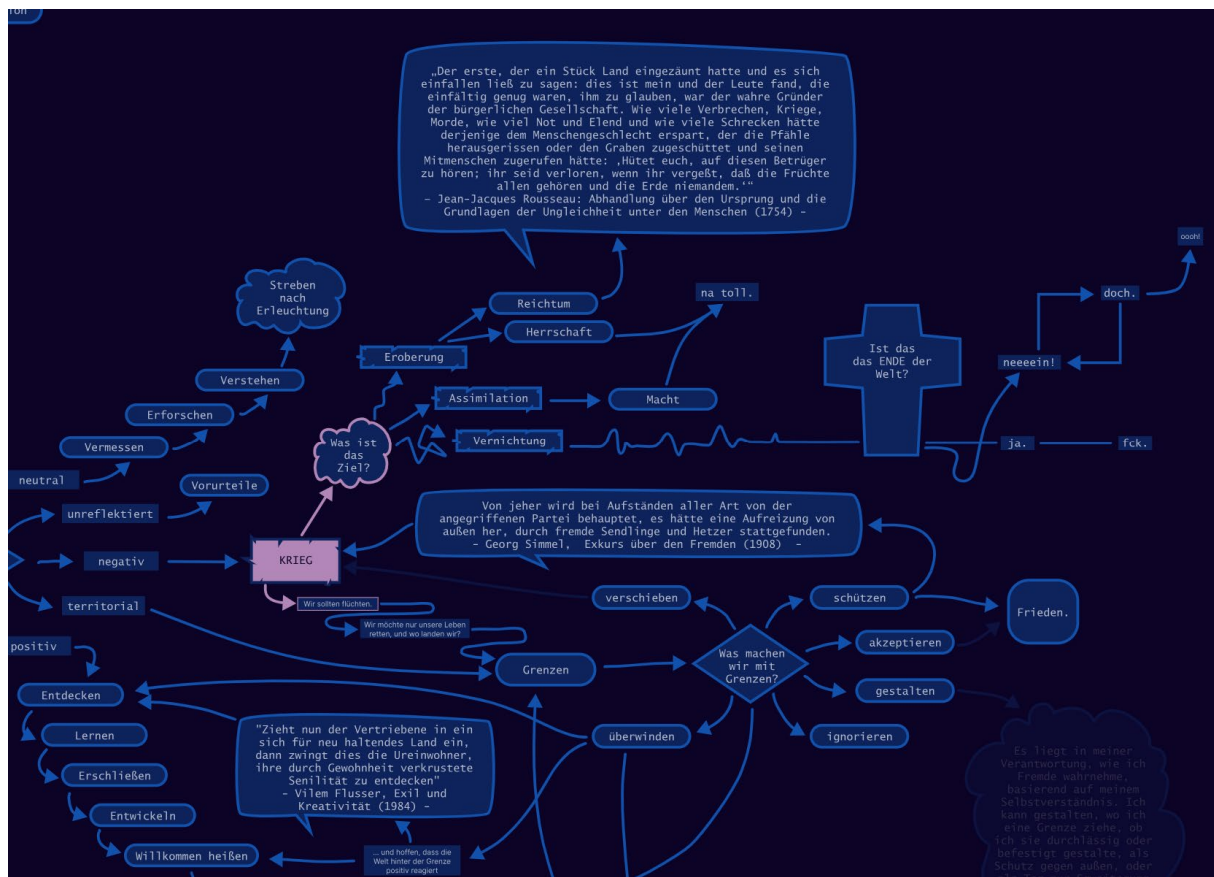 „Der erste, der ein Stück Land eingezäunt hatte und es sich
einfallen ließ zu sagen: dies ist mein und der Leute fand, die
einfältig genug waren, ihm zu glauben, war der wahre Gründer
der bürgerlichen Gesellschaft. Wie viele Verbrechen, Kriege,
Morde, wie viel Not und Elend und wie viele Schrecken hätte
derjenige dem Menschengeschlecht erspart, der die Pfähle
herausgerissen oder den Graben zugeschüttet und seinen
Mitmenschen zugerufen hätte: ‚Hütet euch, auf diesen Betrüger
zu hören; ihr seid verloren, wenn ihr vergeßt, daß die Früchte
allen gehören und die Erde niemandem.‘“
– Jean-Jacques Rousseau: Abhandlung über den Ursprung und die
Grundlagen der Ungleichheit unter den Menschen (1754) -
oooh!
doch.
neeeein!
Streben
nach
Erleuchtung
na toll.
Reichtum
Herrschaft
Eroberung
Ist das
das ENDE der
Welt?
Verstehen
Assimilation
Macht
Erforschen
Vermessen
Was ist
das
Ziel?
Vernichtung
ja.
fck.
neutral
Vorurteile
unreflektiert
Von jeher wird bei Aufständen aller Art von der
angegriffenen Partei behauptet, es hätte eine Aufreizung von
außen her, durch fremde Sendlinge und Hetzer stattgefunden.
- Georg Simmel, Exkurs über den Fremden (1908) -
negativ
KRIEG
territorial
Wir sollten flüchten.
verschieben
schützen
Frieden.
Wir möchte nur unsere Leben
retten, und wo landen wir?
positiv
akzeptieren
Grenzen
Was machen
wir mit
Grenzen?
Entdecken
gestalten
Lernen
"Zieht nun der Vertriebene in ein
sich für neu haltendes Land ein,
dann zwingt dies die Ureinwohner,
ihre durch Gewohnheit verkrustete
Senilität zu entdecken"
- Vilem Flusser, Exil und
Kreativität (1984) -
überwinden
ignorieren
Erschließen
Entwickeln
Willkommen heißen
... und hoffen, dass die
Welt hinter der Grenze
positiv reagiert
Es liegt in meiner
Verantwortung, wie ich
Fremde wahrnehme,
basierend auf meinem
Selbstverständnis. Ich
kann gestalten, wo ich
eine Grenze ziehe, ob
ich sie durchlässig oder
befestigt gestalte, als
Schutz gegen außen, oder